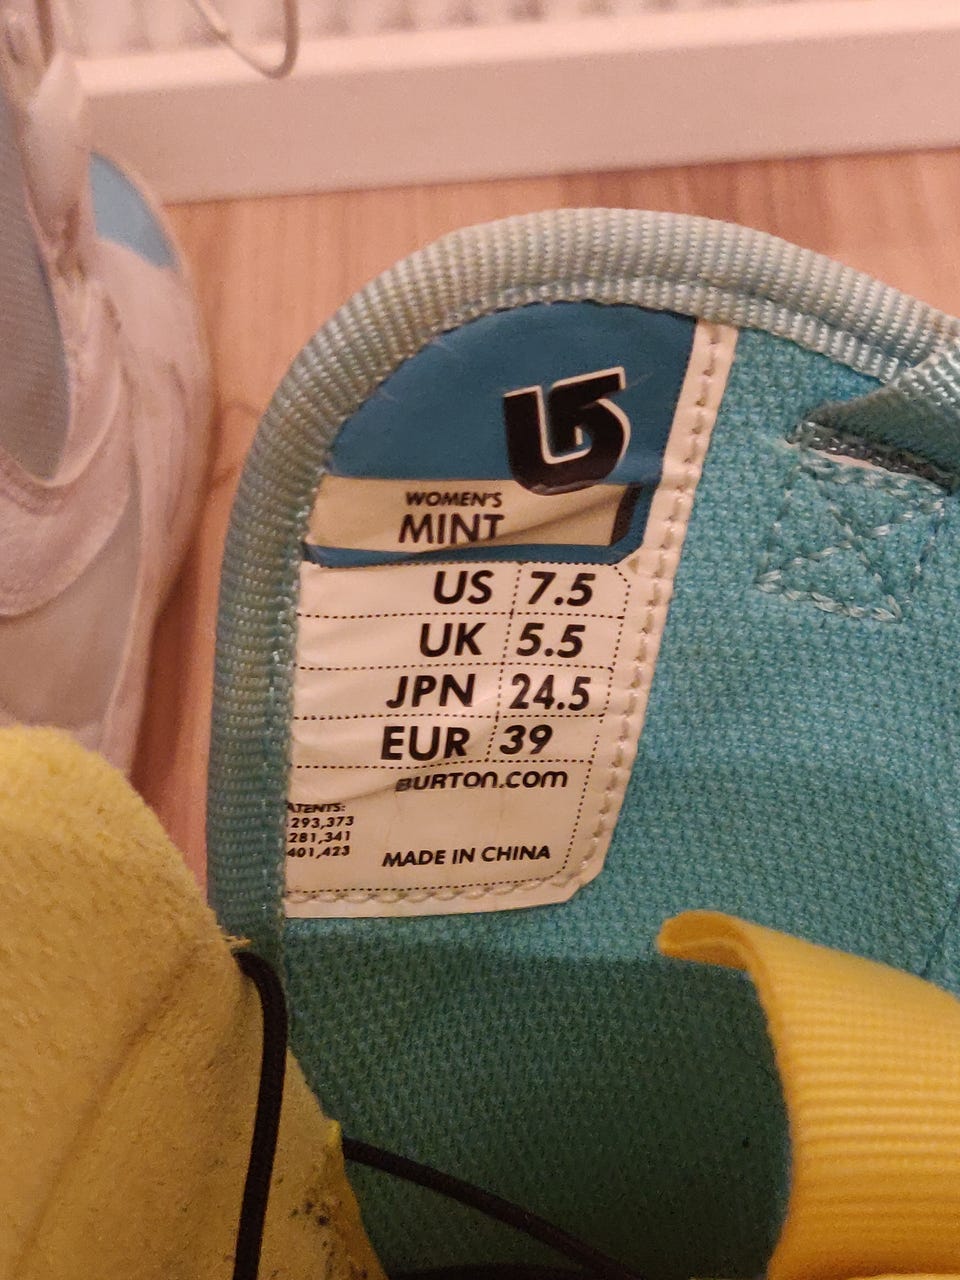 WOMEN'S
MINT
US 7.5
UK 5.5
JPN 24.5
EUR 39
BURTON.COM
ATENTS:
293,373
281,341
401,423
MADE IN CHINA